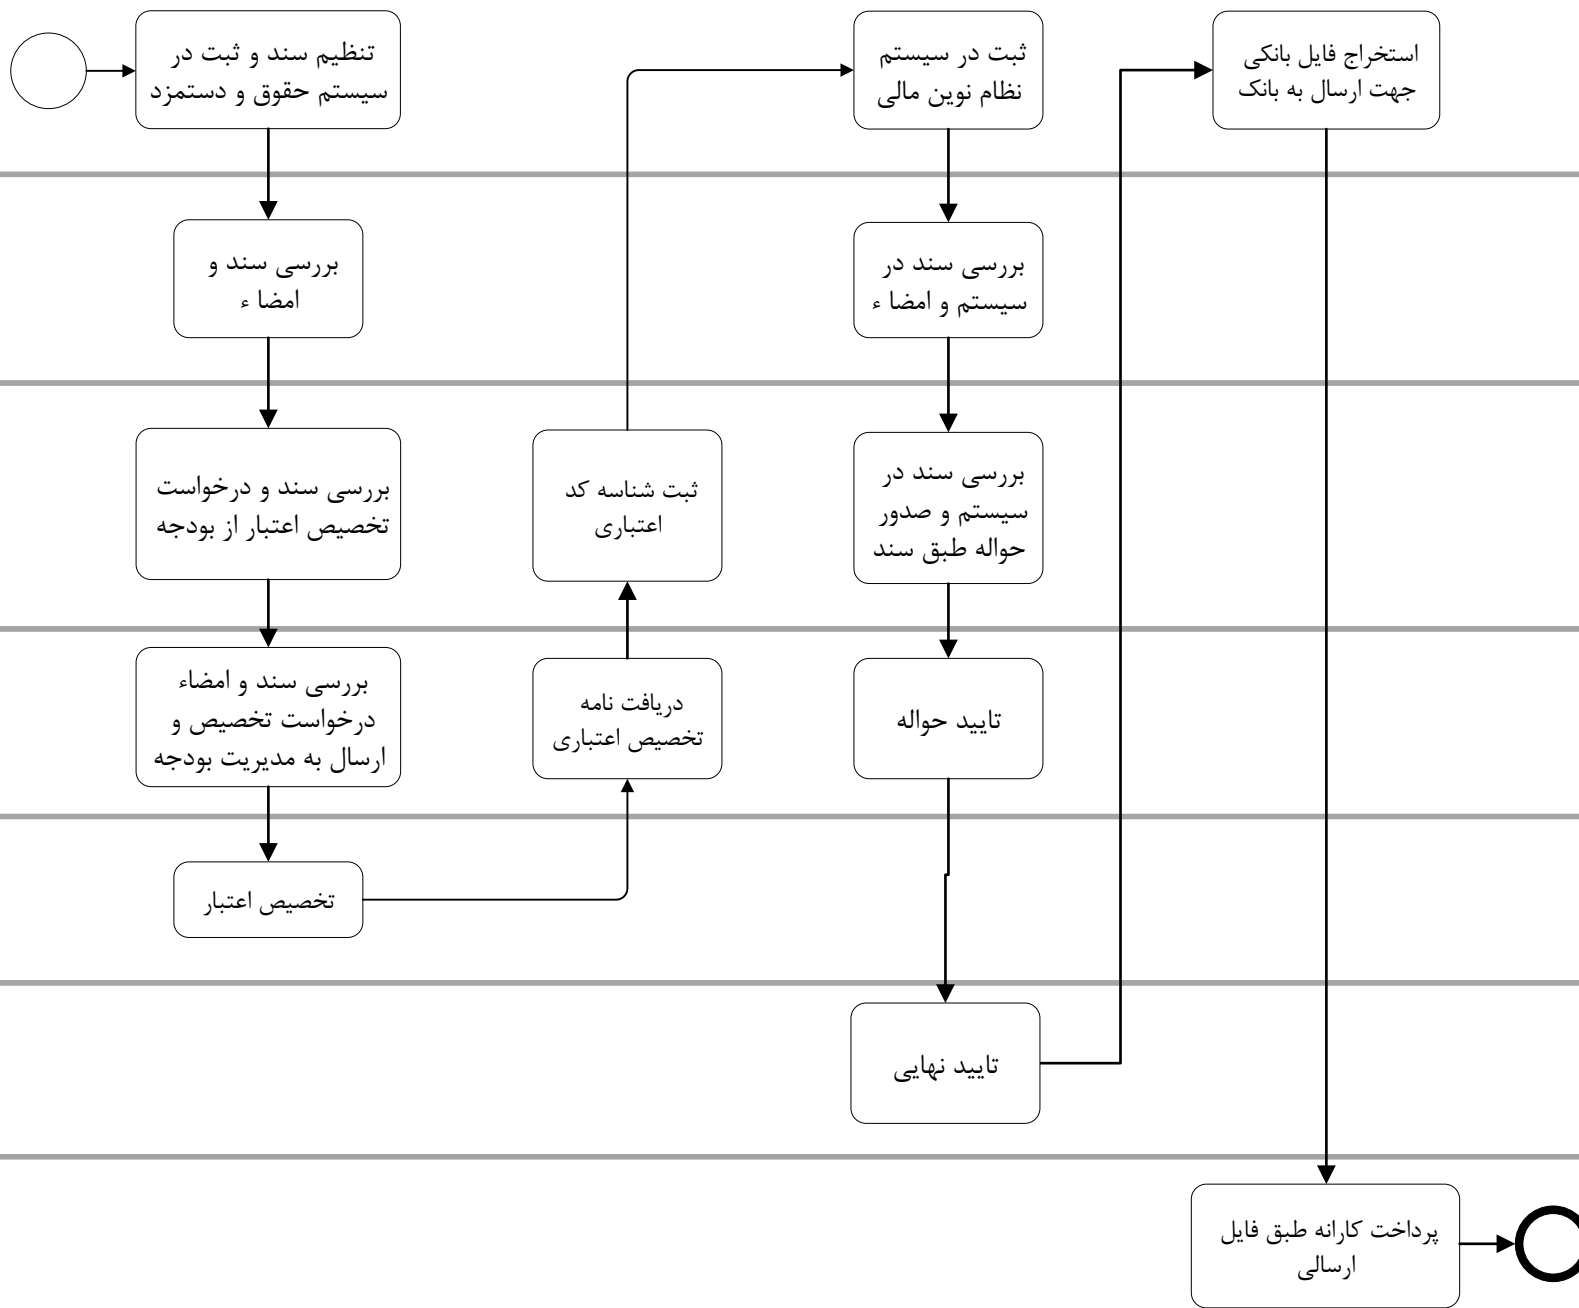 تنظیم سند و ثبت در
سیستم حقوق و دستمزد
بررسی سند و
امضا ء
بررسی سند و درخواست
تخصیص اعتبار از بودجه
بررسی سند و امضاء
درخواست تخصیص و
ارسال به مدیریت بودجه
تخصیص اعتبار
دریافت نامه
تخصیص اعتباری
ثبت شناسه کد
اعتباری
ثبت در سیستم
نظام نوین مالی
بررسی سند در
سیستم و امضا ء
بررسی سند در
سیستم و صدور
حواله طبق سند
تایید حواله
تایید نهایی
استخراج فایل بانکی
جهت ارسال به بانک
پرداخت کارانه طبق فایل
ارسالی